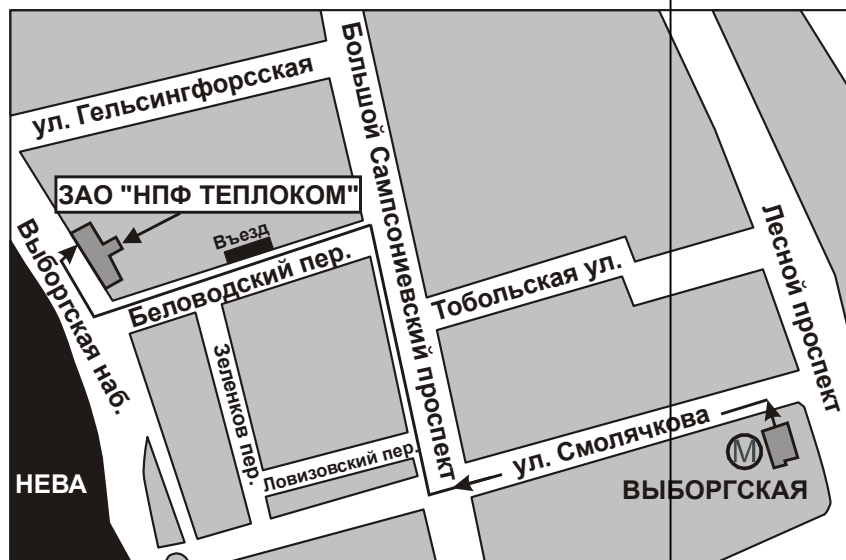 ул. Гельсингфорсская
Большой Сампсониевский проспект
ЗАО "НПФ ТЕПЛОКОМ"
Въезд
Выборгская наб.
Беловодский пер.
Лесной проспект
Тобольская ул.
Зеленков пер.
Ловизовский пер.
ул. Смолячкова
М
НЕВА
ВЫБОРГСКАЯ